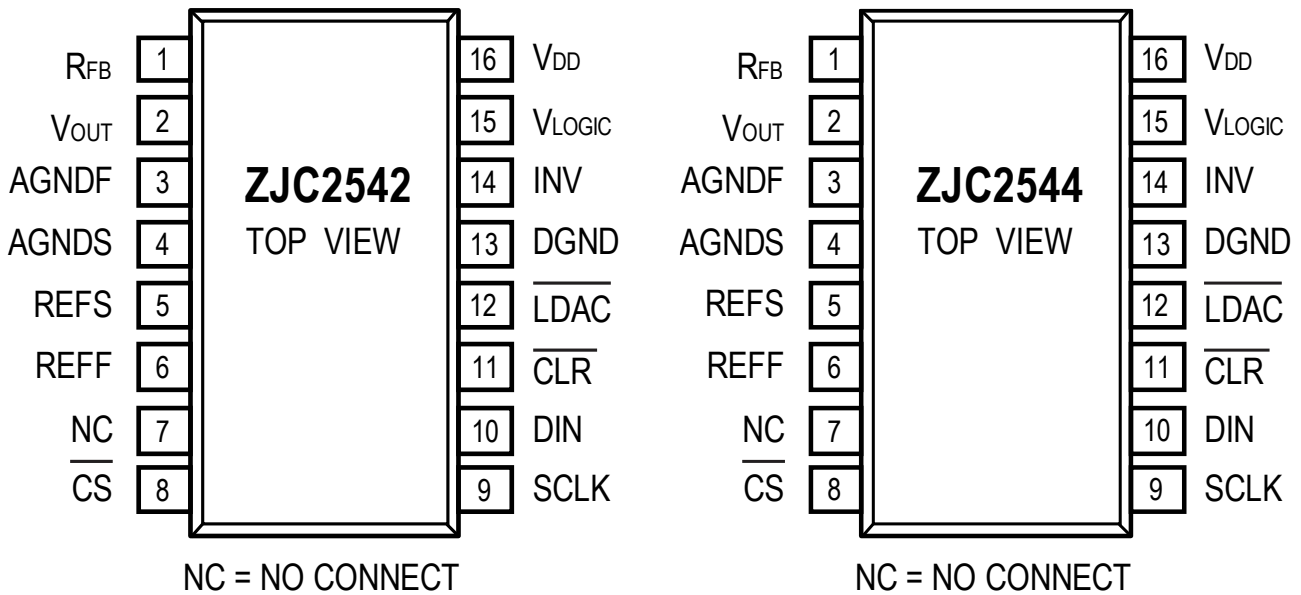 RFB 1 16 VDD
VOUT 2 15 VLOGIC
AGNDF 3 14 INV
AGNDS 4 13 DGND
REFS 5 12 LDAC
REFF 6 11 CLR
NC 7 10 DIN
CS 8 9 SCLK
ZJC2542
TOP VIEW
NC = NO CONNECT
RFB 1 16 VDD
VOUT 2 15 VLOGIC
AGNDF 3 14 INV
AGNDS 4 13 DGND
REFS 5 12 LDAC
REFF 6 11 CLR
NC 7 10 DIN
CS 8 9 SCLK
ZJC2544
TOP VIEW
NC = NO CONNECT